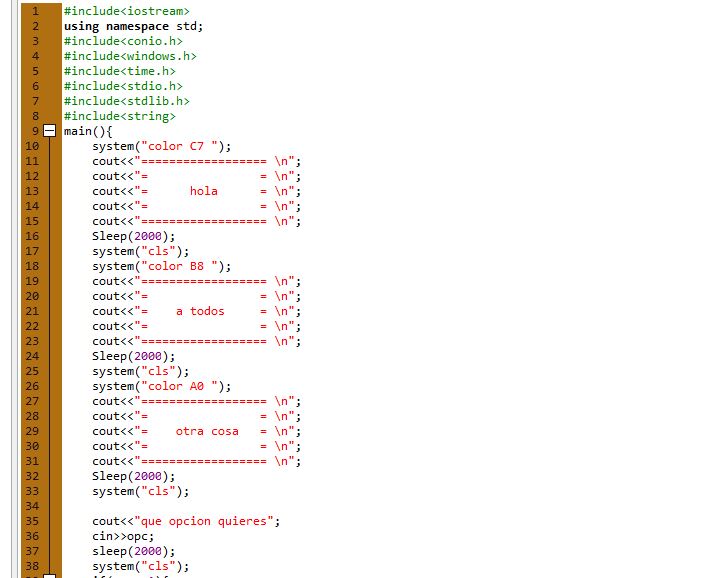 1 #include<iostream>
2 using namespace std;
3 #include<conio.h>
4 #include<windows.h>
5 #include<time.h>
6 #include<stdio.h>
7 #include<stdlib.h>
8 #include<string>
9 main(){
10 system("color C7 ");
11 cout<<"================== \n";
12 cout<<"=                = \n";
13 cout<<"=      hola      = \n";
14 cout<<"=                = \n";
15 cout<<"================== \n";
16 Sleep(2000);
17 system("cls");
18 system("color B8 ");
19 cout<<"================== \n";
20 cout<<"=                = \n";
21 cout<<"=    a todos     = \n";
22 cout<<"=                = \n";
23 cout<<"================== \n";
24 Sleep(2000);
25 system("cls");
26 system("color A0 ");
27 cout<<"================== \n";
28 cout<<"=                = \n";
29 cout<<"=    otra cosa   = \n";
30 cout<<"=                = \n";
31 cout<<"================== \n";
32 Sleep(2000);
33 system("cls");
34
35 cout<<"que opcion quieres";
36 cin>>opc;
37 sleep(2000);
38 system("cls");